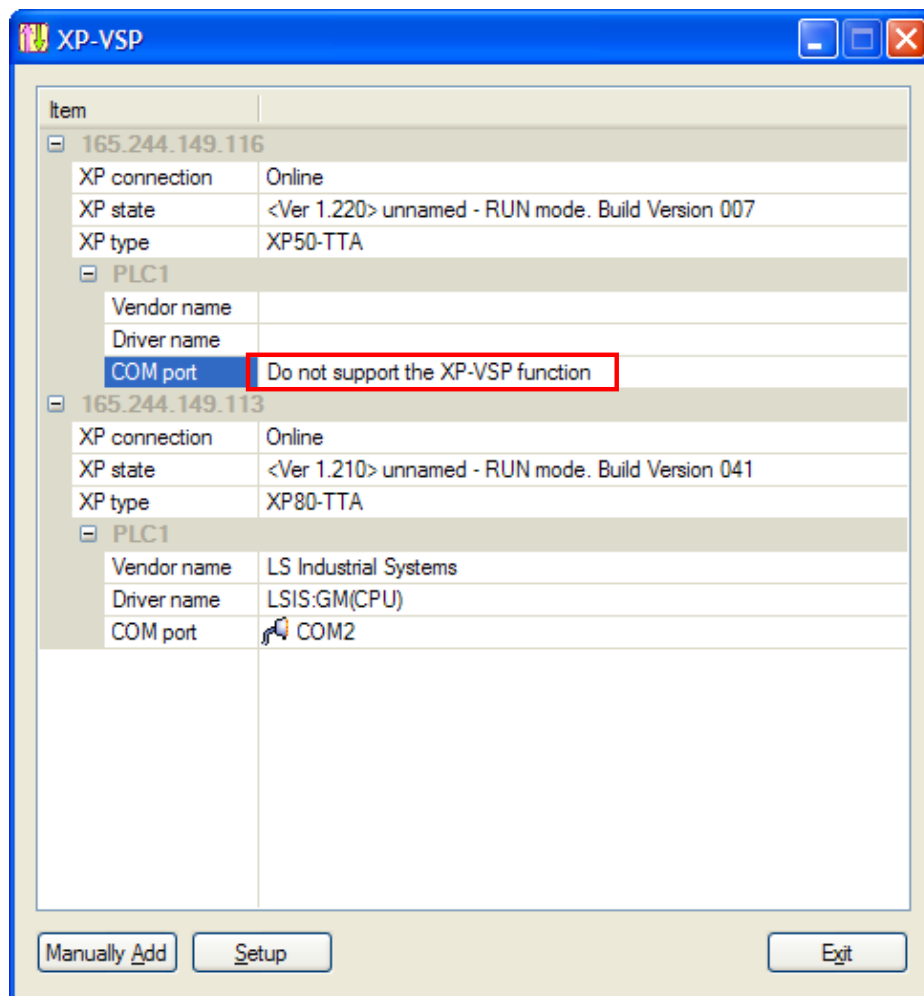 XP-VSP
Item
165.244.149.116
XP connection Online
XP state <Ver 1.220> unnamed - RUN mode. Build Version 007
XP type XP50-TTA
PLC1
Vendor name
Driver name
COM port Do not support the XP-VSP function
165.244.149.113
XP connection Online
XP state <Ver 1.210> unnamed - RUN mode. Build Version 041
XP type XP80-TTA
PLC1
Vendor name LS Industrial Systems
Driver name LSIS:GM(CPU)
COM port COM2
Manually Add Setup Exit